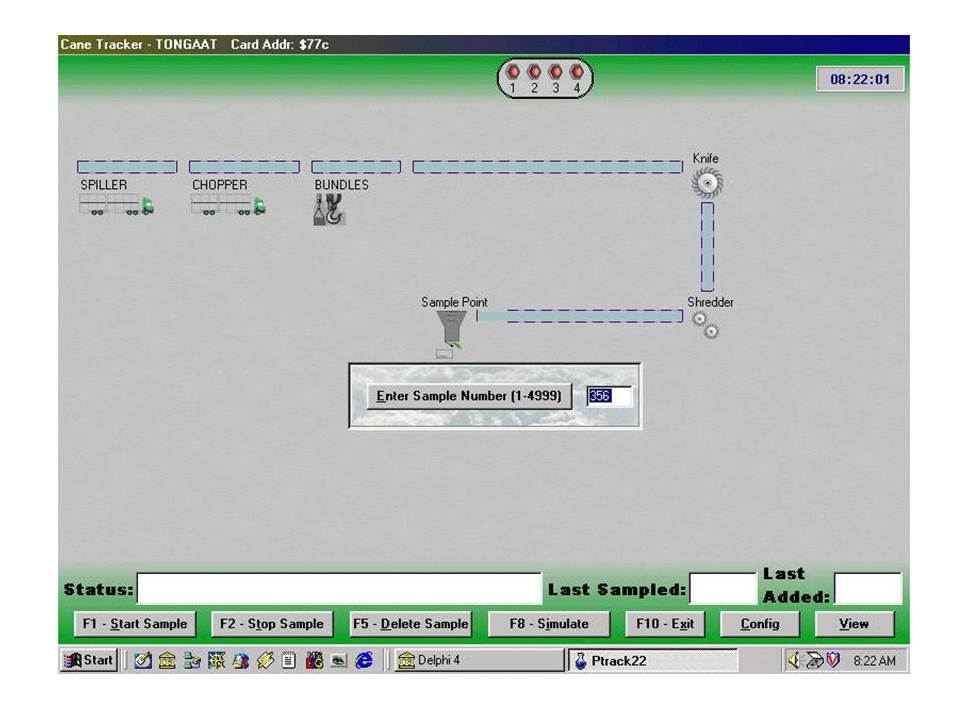 Cane Tracker - TONGAAT Card Addr: $77c
1 2 3 4
08:22:01
Knife
SPILLER CHOPPER BUNDLES
Sample Point
Shredder
Enter Sample Number (1-4999) 356
Status: Last Sampled: Last Added:
F1 - Start Sample F2 - Stop Sample F5 - Delete Sample F8 - Simulate F10 - Exit Config View
Start Delphi 4 Ptrack22 8:22 AM